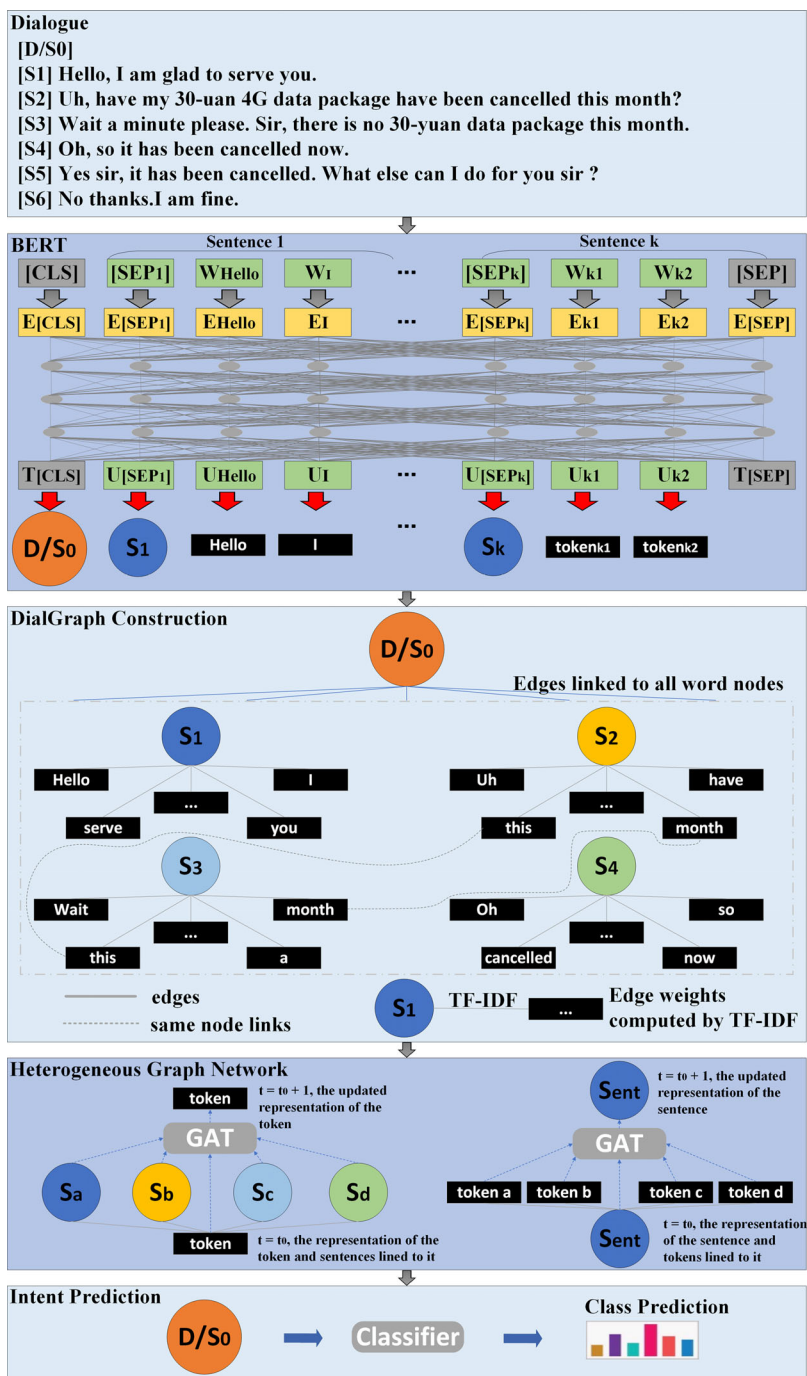 Dialogue
[D/S0]
[S1] Hello, I am glad to serve you.
[S2] Uh, have my 30-uan 4G data package have been cancelled this month?
[S3] Wait a minute please. Sir, there is no 30-yuan data package this month.
[S4] Oh, so it has been cancelled now.
[S5] Yes sir, it has been cancelled. What else can I do for you sir ?
[S6] No thanks.I am fine.
BERT
Sentence 1
Sentence k
[CLS] [SEP1] WHello WI ... [SEPk] Wk1 Wk2 [SEP]
E[CLS] E[SEP1] EHello EI ... E[SEPk] Ek1 Ek2 E[SEP]
T[CLS] U[SEP1] UHello UI ... U[SEPk] Uk1 Uk2 T[SEP]
D/S0 S1 Hello I ... Sk tokenk1 tokenk2
DialGraph Construction
D/S0
Edges linked to all word nodes
S1 S2
Hello I Uh have
... ...
serve you this month
S3 S4
Wait month Oh so
... ...
this a cancelled now
edges
same node links
S1 TF-IDF ...
Edge weights
computed by TF-IDF
Heterogeneous Graph Network
token
t = t0 + 1, the updated
representation of the
token
GAT
Sa Sb Sc Sd
token
t = t0, the representation of the
token and sentences lined to it
Sent
t = t0 + 1, the updated
representation of the
sentence
GAT
token a token b token c token d
Sent
t = t0, the representation
of the sentence and
tokens lined to it
Intent Prediction
D/S0
Classifier
Class Prediction